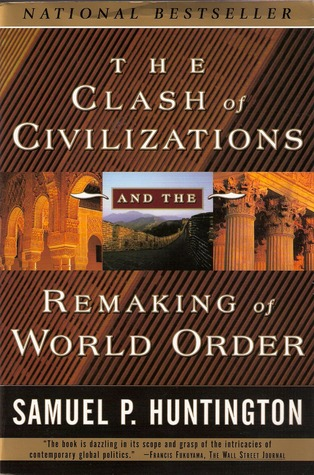 NATIONAL BESTSELLER
THE
CLASH of
CIVILIZATIONS
AND THE
REMAKING of
WORLD ORDER
SAMUEL P. HUNTINGTON
"The book is dazzling in its scope and grasp of the intricacies of
contemporary global politics." —FRANCIS FUKUYAMA, THE WALL STREET JOURNAL